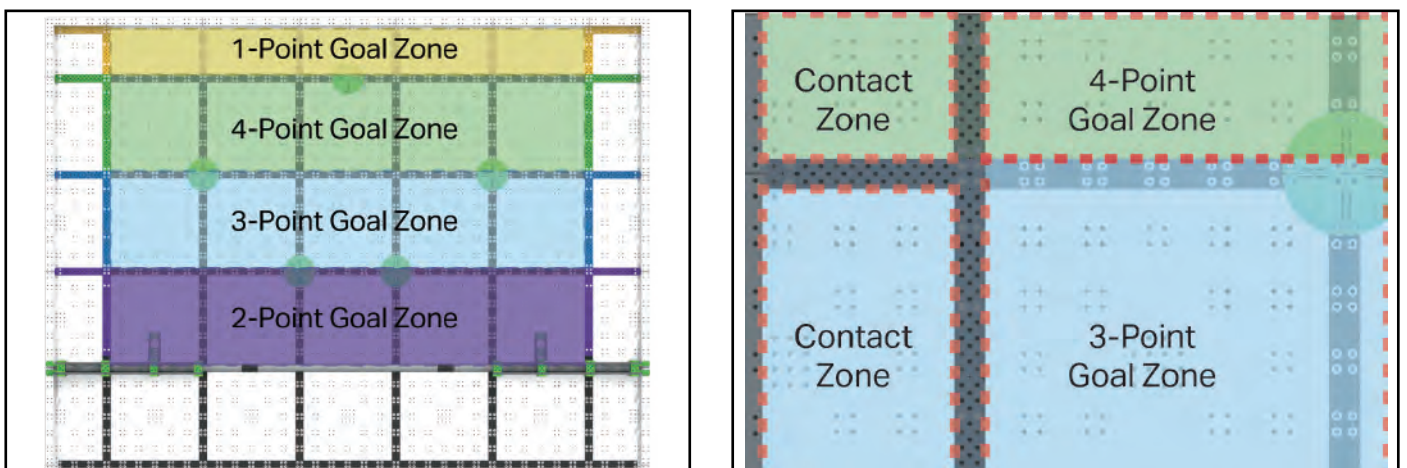 1-Point Goal Zone
4-Point Goal Zone
3-Point Goal Zone
2-Point Goal Zone
Contact
Zone
4-Point
Goal Zone
Contact
Zone
3-Point
Goal Zone